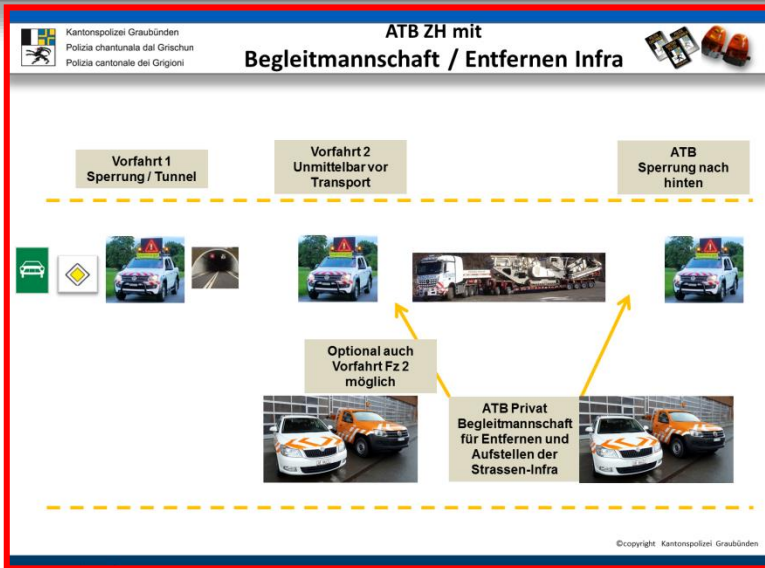 Kantonspolizei Graubünden
Polizia chantunala dal Grischun
Polizia cantonale dei Grigioni
ATB ZH mit
Begleitmannschaft / Entfernen Infra
Vorfahrt 1
Sperrung / Tunnel
Vorfahrt 2
Unmittelbar vor
Transport
ATB
Sperrung nach
hinten
Optional auch
Vorfahrt Fz 2
möglich
ATB Privat
Begleitmannschaft
für Entfernen und
Aufstellen der
Strassen-Infra
©copyright Kantonspolizei Graubünden